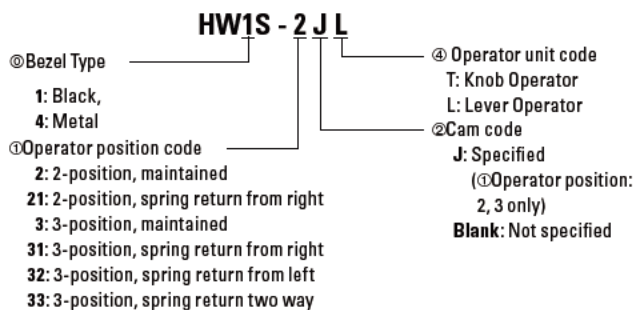 HW1S - 2 J L
⓪Bezel Type
1: Black,
4: Metal
①Operator position code
2: 2-position, maintained
21: 2-position, spring return from right
3: 3-position, maintained
31: 3-position, spring return from right
32: 3-position, spring return from left
33: 3-position, spring return two way
④ Operator unit code
T: Knob Operator
L: Lever Operator
②Cam code
J: Specified
(①Operator position:
2, 3 only)
Blank: Not specified